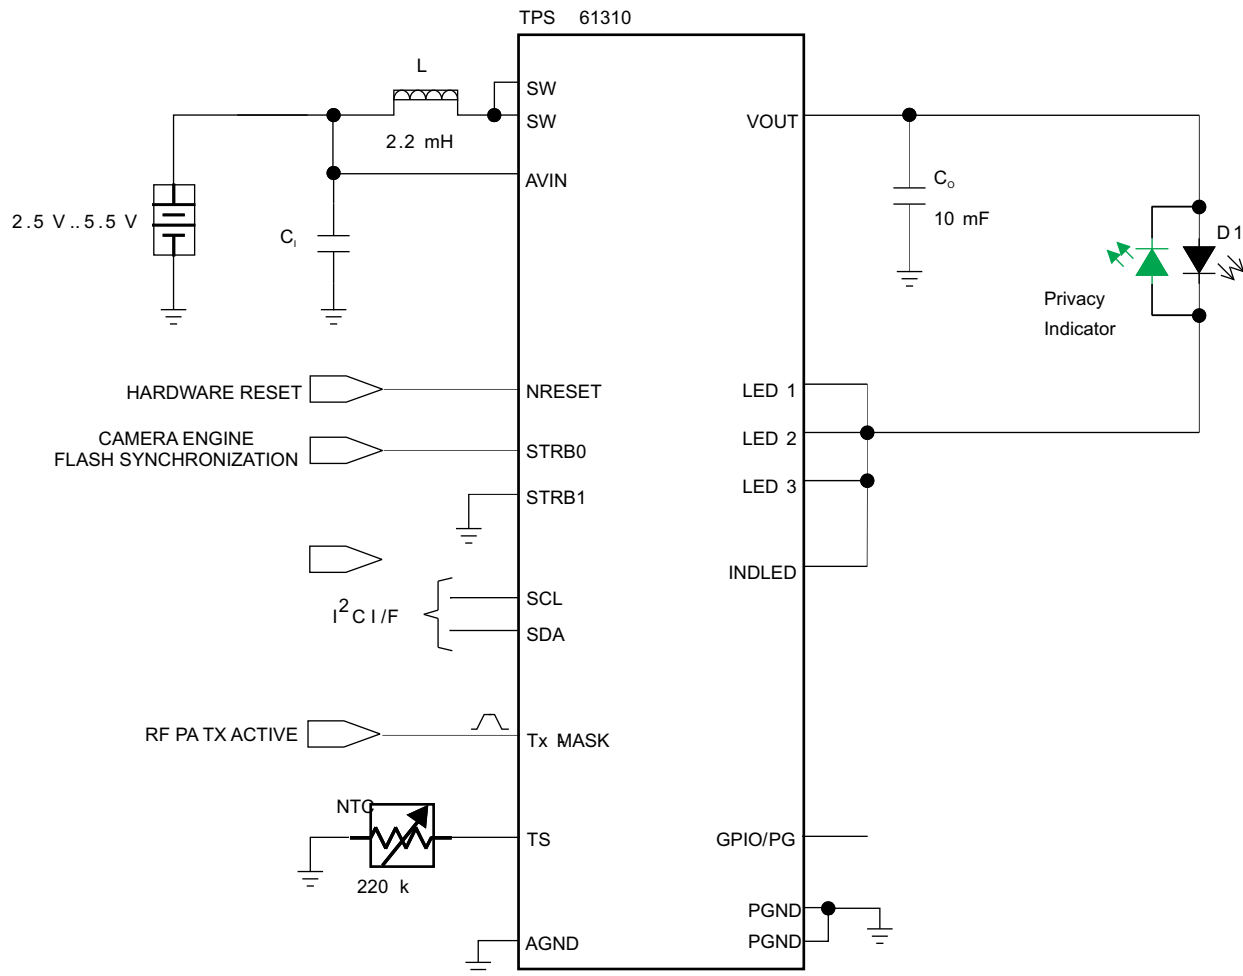 TPS 61310
L
SW
SW
2.2 mH
AVIN
2.5 V..5.5 V
CI
VOUT
CO
10 mF
D1
Privacy
Indicator
HARDWARE RESET
NRESET
LED 1
CAMERA ENGINE
FLASH SYNCHRONIZATION
STRB0
LED 2
STRB1
LED 3
INDLED
I2C I/F
SCL
SDA
RF PA TX ACTIVE
Tx MASK
NTC
TS
220 k
GPIO/PG
PGND
PGND
AGND